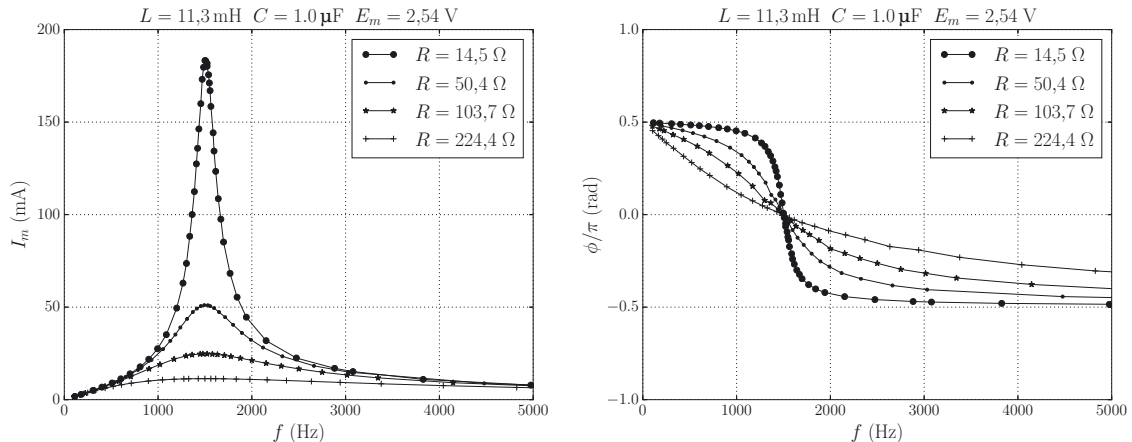 L = 11,3 mH C = 1.0 µF E_m = 2,54 V
200
150
100
50
0
I_m (mA)
R = 14,5 Ω
R = 50,4 Ω
R = 103,7 Ω
R = 224,4 Ω
0 1000 2000 3000 4000 5000
f (Hz)
L = 11,3 mH C = 1.0 µF E_m = 2,54 V
1.0
0.5
0.0
−0.5
−1.0
ϕ/π (rad)
R = 14,5 Ω
R = 50,4 Ω
R = 103,7 Ω
R = 224,4 Ω
0 1000 2000 3000 4000 5000
f (Hz)